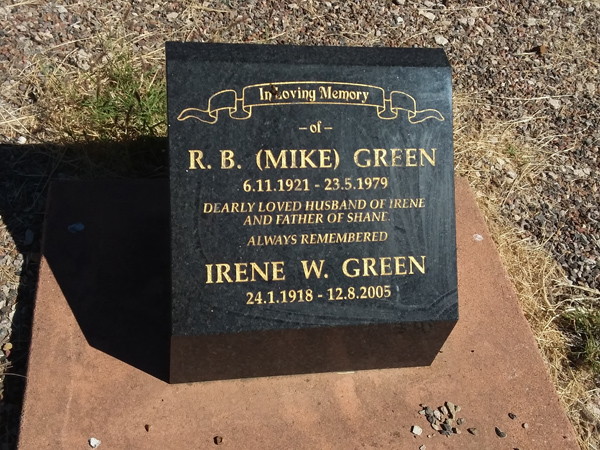 In Loving Memory
– of –
R. B. (MIKE) GREEN
6.11.1921 - 23.5.1979
DEARLY LOVED HUSBAND OF IRENE
AND FATHER OF SHANE.
ALWAYS REMEMBERED
IRENE W. GREEN
24.1.1918 - 12.8.2005